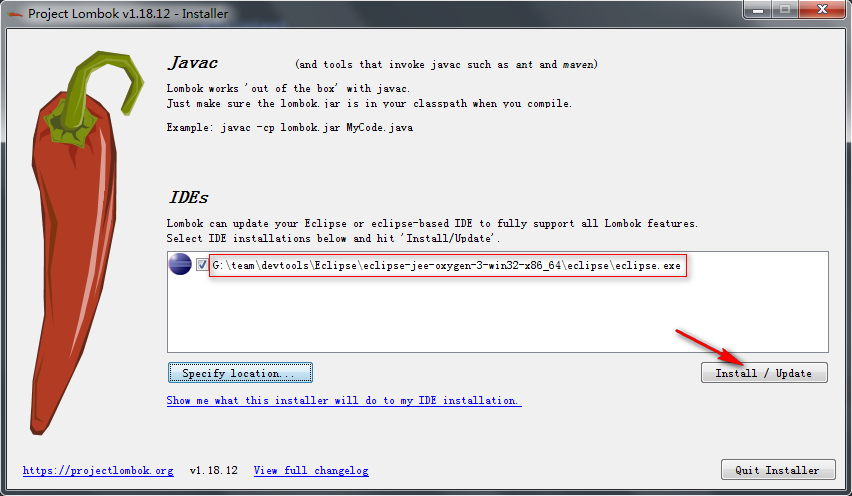 Project Lombok v1.18.12 - Installer
Javac (and tools that invoke javac such as ant and maven)
Lombok works 'out of the box' with javac.
Just make sure the lombok.jar is in your classpath when you compile.
Example: javac -cp lombok.jar MyCode.java
IDEs
Lombok can update your Eclipse or eclipse-based IDE to fully support all Lombok features.
Select IDE installations below and hit 'Install/Update'.
G:\team\devtools\Eclipse\eclipse-jee-oxygen-3-win32-x86_64\eclipse\eclipse.exe
Specify location... Install / Update
Show me what this installer will do to my IDE installation.
https://projectlombok.org v1.18.12 View full changelog Quit Installer